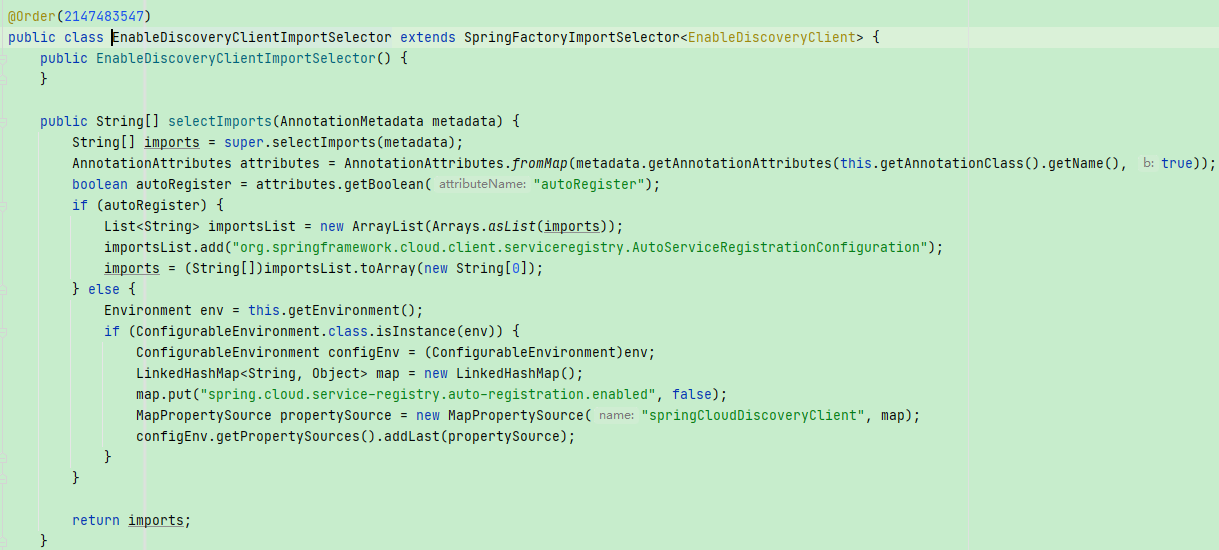 @Order(2147483547)
public class EnableDiscoveryClientImportSelector extends SpringFactoryImportSelector<EnableDiscoveryClient> {
    public EnableDiscoveryClientImportSelector() {
    }

    public String[] selectImports(AnnotationMetadata metadata) {
        String[] imports = super.selectImports(metadata);
        AnnotationAttributes attributes = AnnotationAttributes.fromMap(metadata.getAnnotationAttributes(this.getAnnotationClass().getName(), b: true));
        boolean autoRegister = attributes.getBoolean( attributeName: "autoRegister");
        if (autoRegister) {
            List<String> importsList = new ArrayList(Arrays.asList(imports));
            importsList.add("org.springframework.cloud.client.serviceregistry.AutoServiceRegistrationConfiguration");
            imports = (String[])importsList.toArray(new String[0]);
        } else {
            Environment env = this.getEnvironment();
            if (ConfigurableEnvironment.class.isInstance(env)) {
                ConfigurableEnvironment configEnv = (ConfigurableEnvironment)env;
                LinkedHashMap<String, Object> map = new LinkedHashMap();
                map.put("spring.cloud.service-registry.auto-registration.enabled", false);
                MapPropertySource propertySource = new MapPropertySource( name: "springCloudDiscoveryClient", map);
                configEnv.getPropertySources().addLast(propertySource);
            }
        }

        return imports;
    }